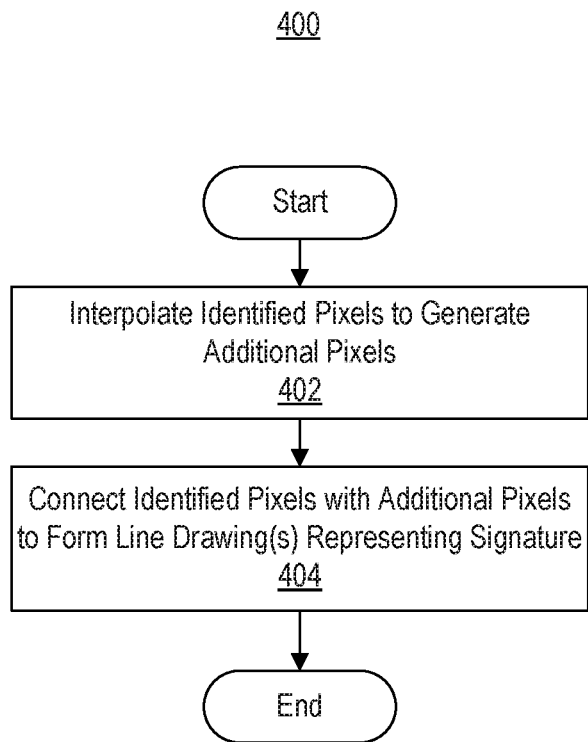 400
Start
Interpolate Identified Pixels to Generate
Additional Pixels
402
Connect Identified Pixels with Additional Pixels
to Form Line Drawing(s) Representing Signature
404
End